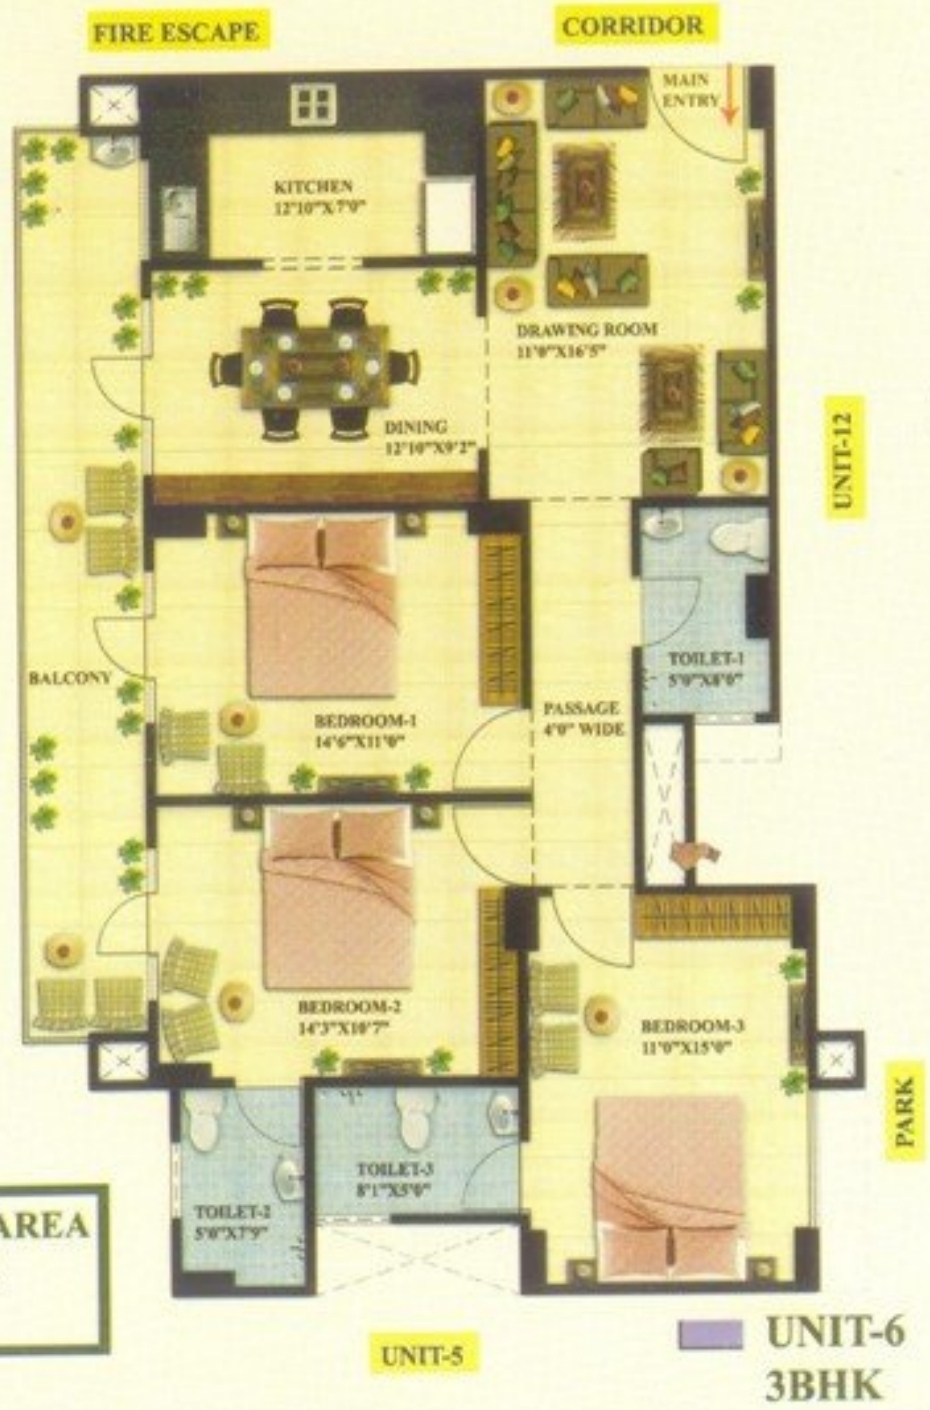 FIRE ESCAPE
CORRIDOR
MAIN
ENTRY
KITCHEN
12'10"X7'0"
DRAWING ROOM
11'0"X16'5"
DINING
12'10"X9'2"
UNIT-12
TOILET-1
5'0"X8'0"
BALCONY
PASSAGE
4'0" WIDE
BEDROOM-1
14'6"X11'0"
BEDROOM-2
14'3"X10'7"
BEDROOM-3
11'0"X15'0"
PARK
TOILET-3
8'1"X5'0"
TOILET-2
5'0"X7'9"
AREA
UNIT-5
UNIT-6
3BHK